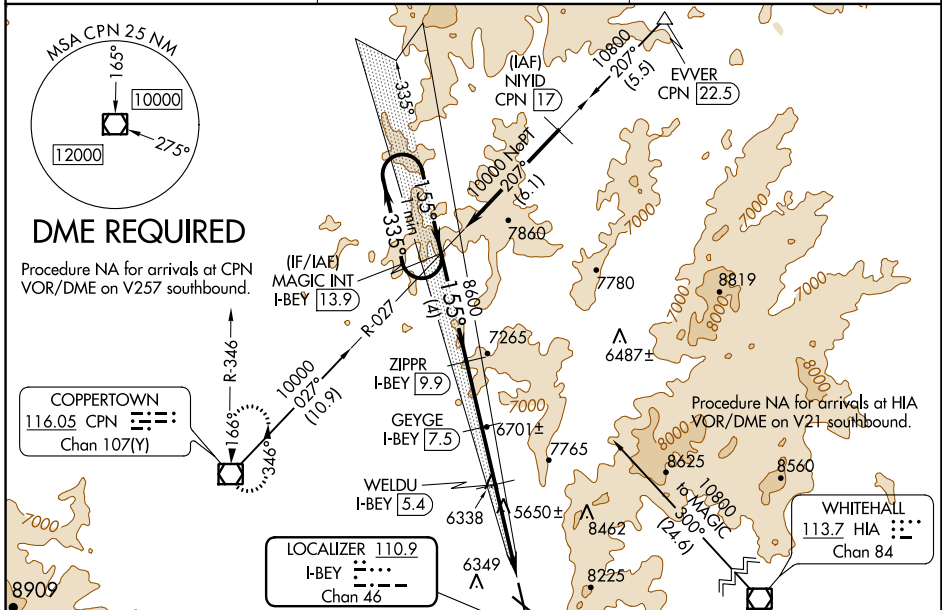 MSA CPN 25 NM
165°
10000
12000
275°
DME REQUIRED
Procedure NA for arrivals at CPN
VOR/DME on V257 southbound.
335°
(IAF)
NIYID
CPN 17
10800
207°
(5.5)
EVVER
CPN 22.5
10000 NoPT
207°
(6.1)
155°
1 min
335°
7860
7000
7000
(IF/IAF)
MAGIC INT
I-BEY 13.9
R-027
(4)
155°
8600
7780
8819
7000
8000
7000
7265
6487±
R-346
10000
027°
(10.9)
ZIPPR
I-BEY 9.9
7000
8000
COPPERTOWN
116.05 CPN
Chan 107(Y)
166°
346°
GEYGE
I-BEY 7.5
6701±
7765
Procedure NA for arrivals at HIA
VOR/DME on V21 southbound.
8000
8625
8560
WELDU
I-BEY 5.4
6338
5650±
8462
10800
to MAGIC
300°
(24.6)
WHITEHALL
113.7 HIA
Chan 84
7000
8909
LOCALIZER 110.9
I-BEY
Chan 46
6349
8225